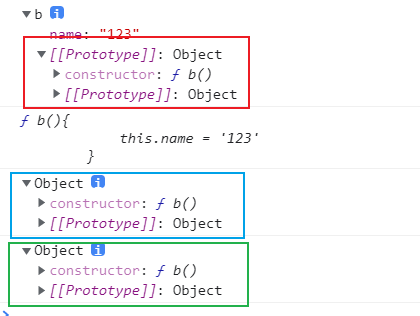 ▼b i
name: "123"
▼[[Prototype]]: Object
▶constructor: ƒ b()
▶[[Prototype]]: Object
ƒ b(){
this.name = '123'
}
▼Object i
▶constructor: ƒ b()
▶[[Prototype]]: Object
▼Object i
▶constructor: ƒ b()
▶[[Prototype]]: Object
>